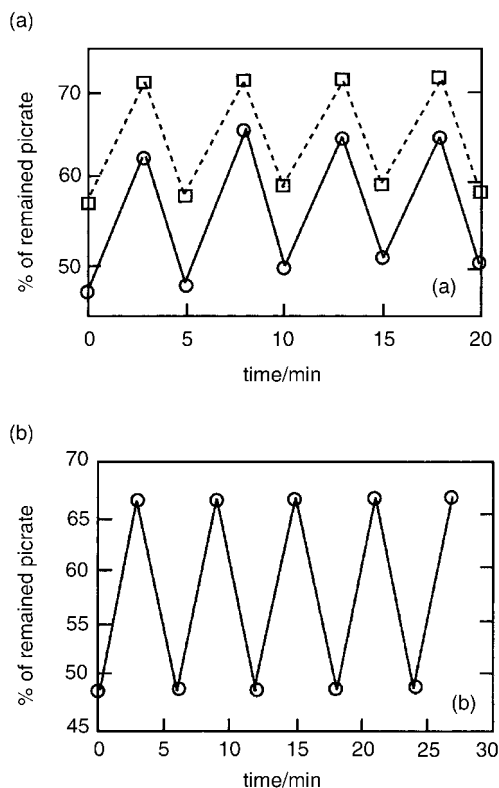 (a)
% of remained picrate
70
60
50
(a)
0 5 10 15 20
time/min
(b)
% of remained picrate
70
65
60
55
50
45
(b)
0 5 10 15 20 25 30
time/min